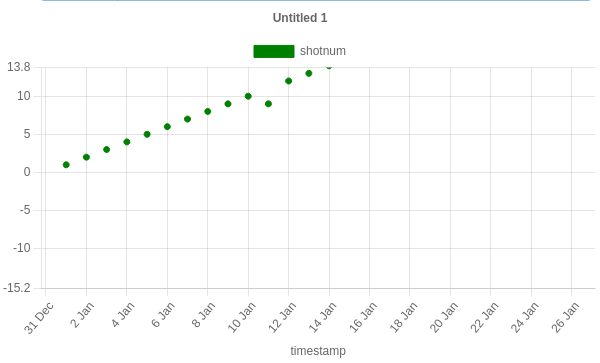 Untitled 1
shotnum
13.8
10
5
0
-5
-10
-15.2
31 Dec
2 Jan
4 Jan
6 Jan
8 Jan
10 Jan
12 Jan
14 Jan
16 Jan
18 Jan
20 Jan
22 Jan
24 Jan
26 Jan
timestamp